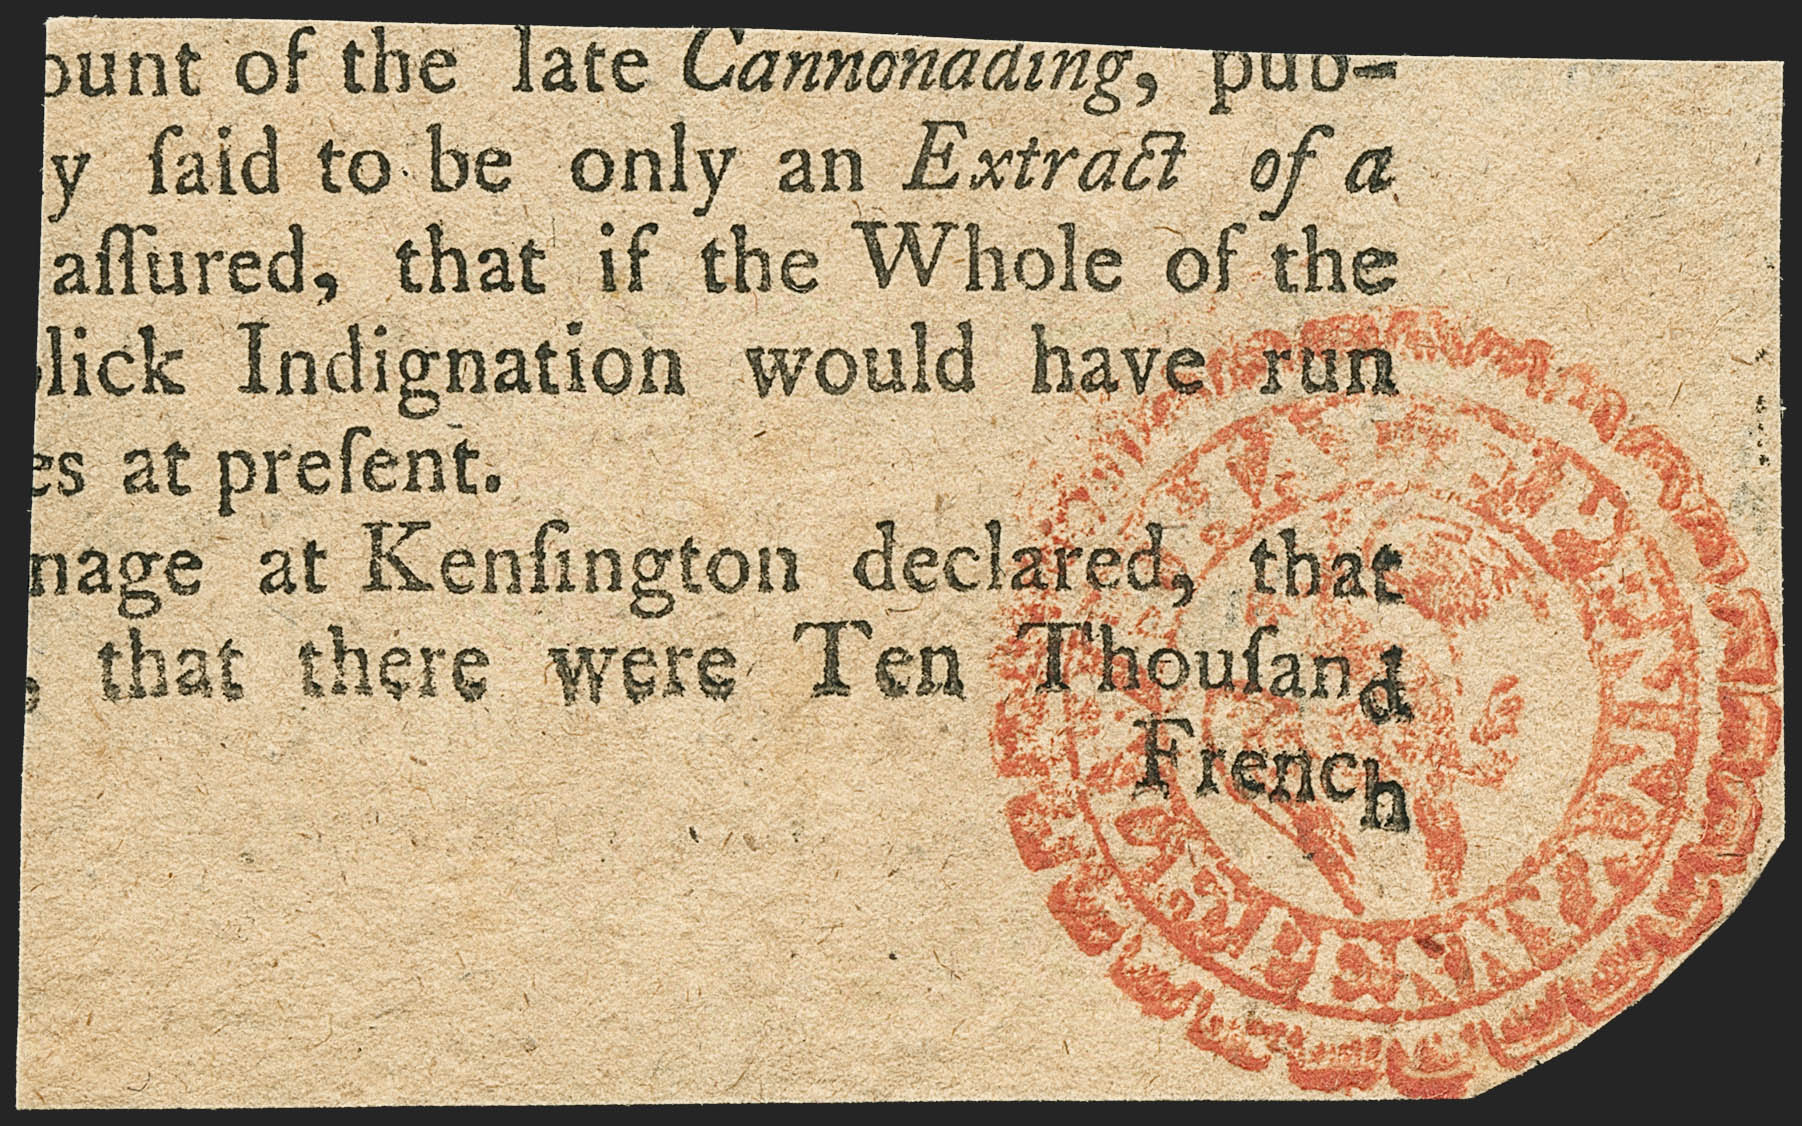 ount of the late Cannonading, pub-
y ſaid to be only an Extract of a
aſſured, that if the Whole of the
lick Indignation would have run
es at preſent.
nage at Kenſington declared, that
, that there were Ten Thouſand
French